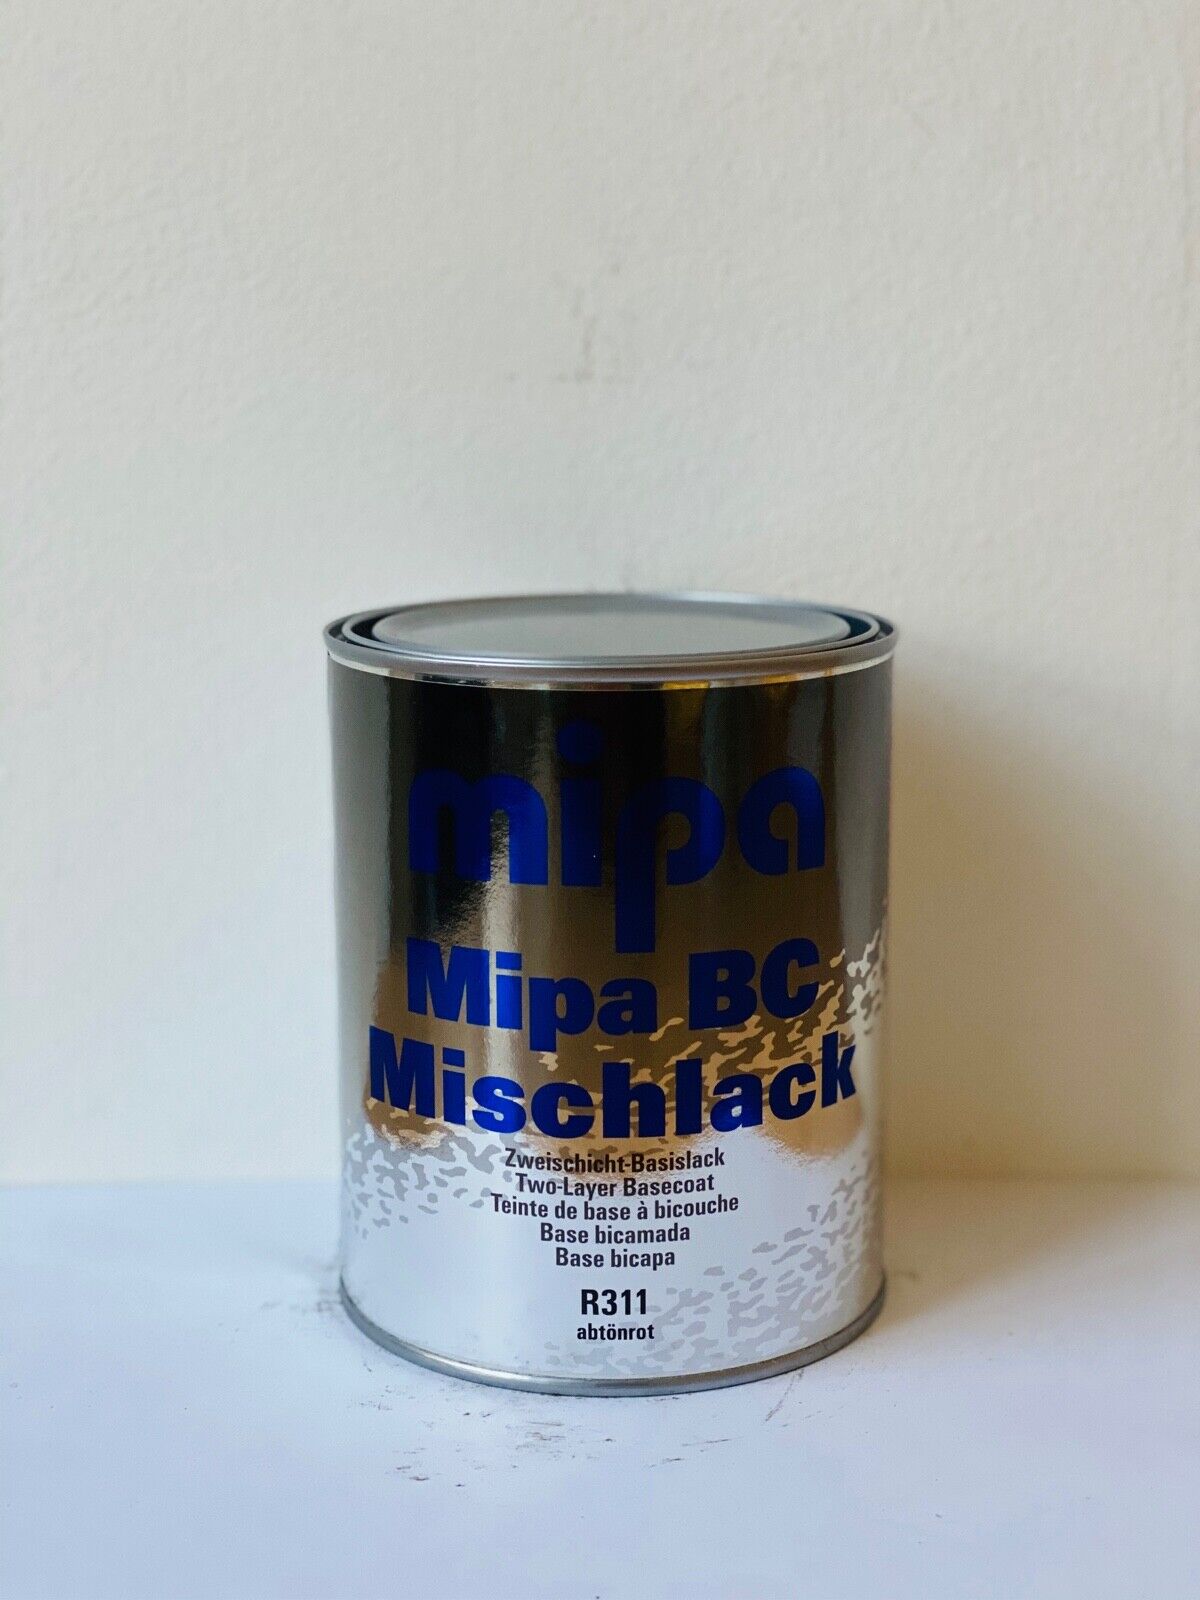 mipa
Mipa BC
Mischlack
Zweischicht-Basislack
Two-Layer Basecoat
Teinte de base à bicouche
Base bicamada
Base bicapa
R311
abtönrot